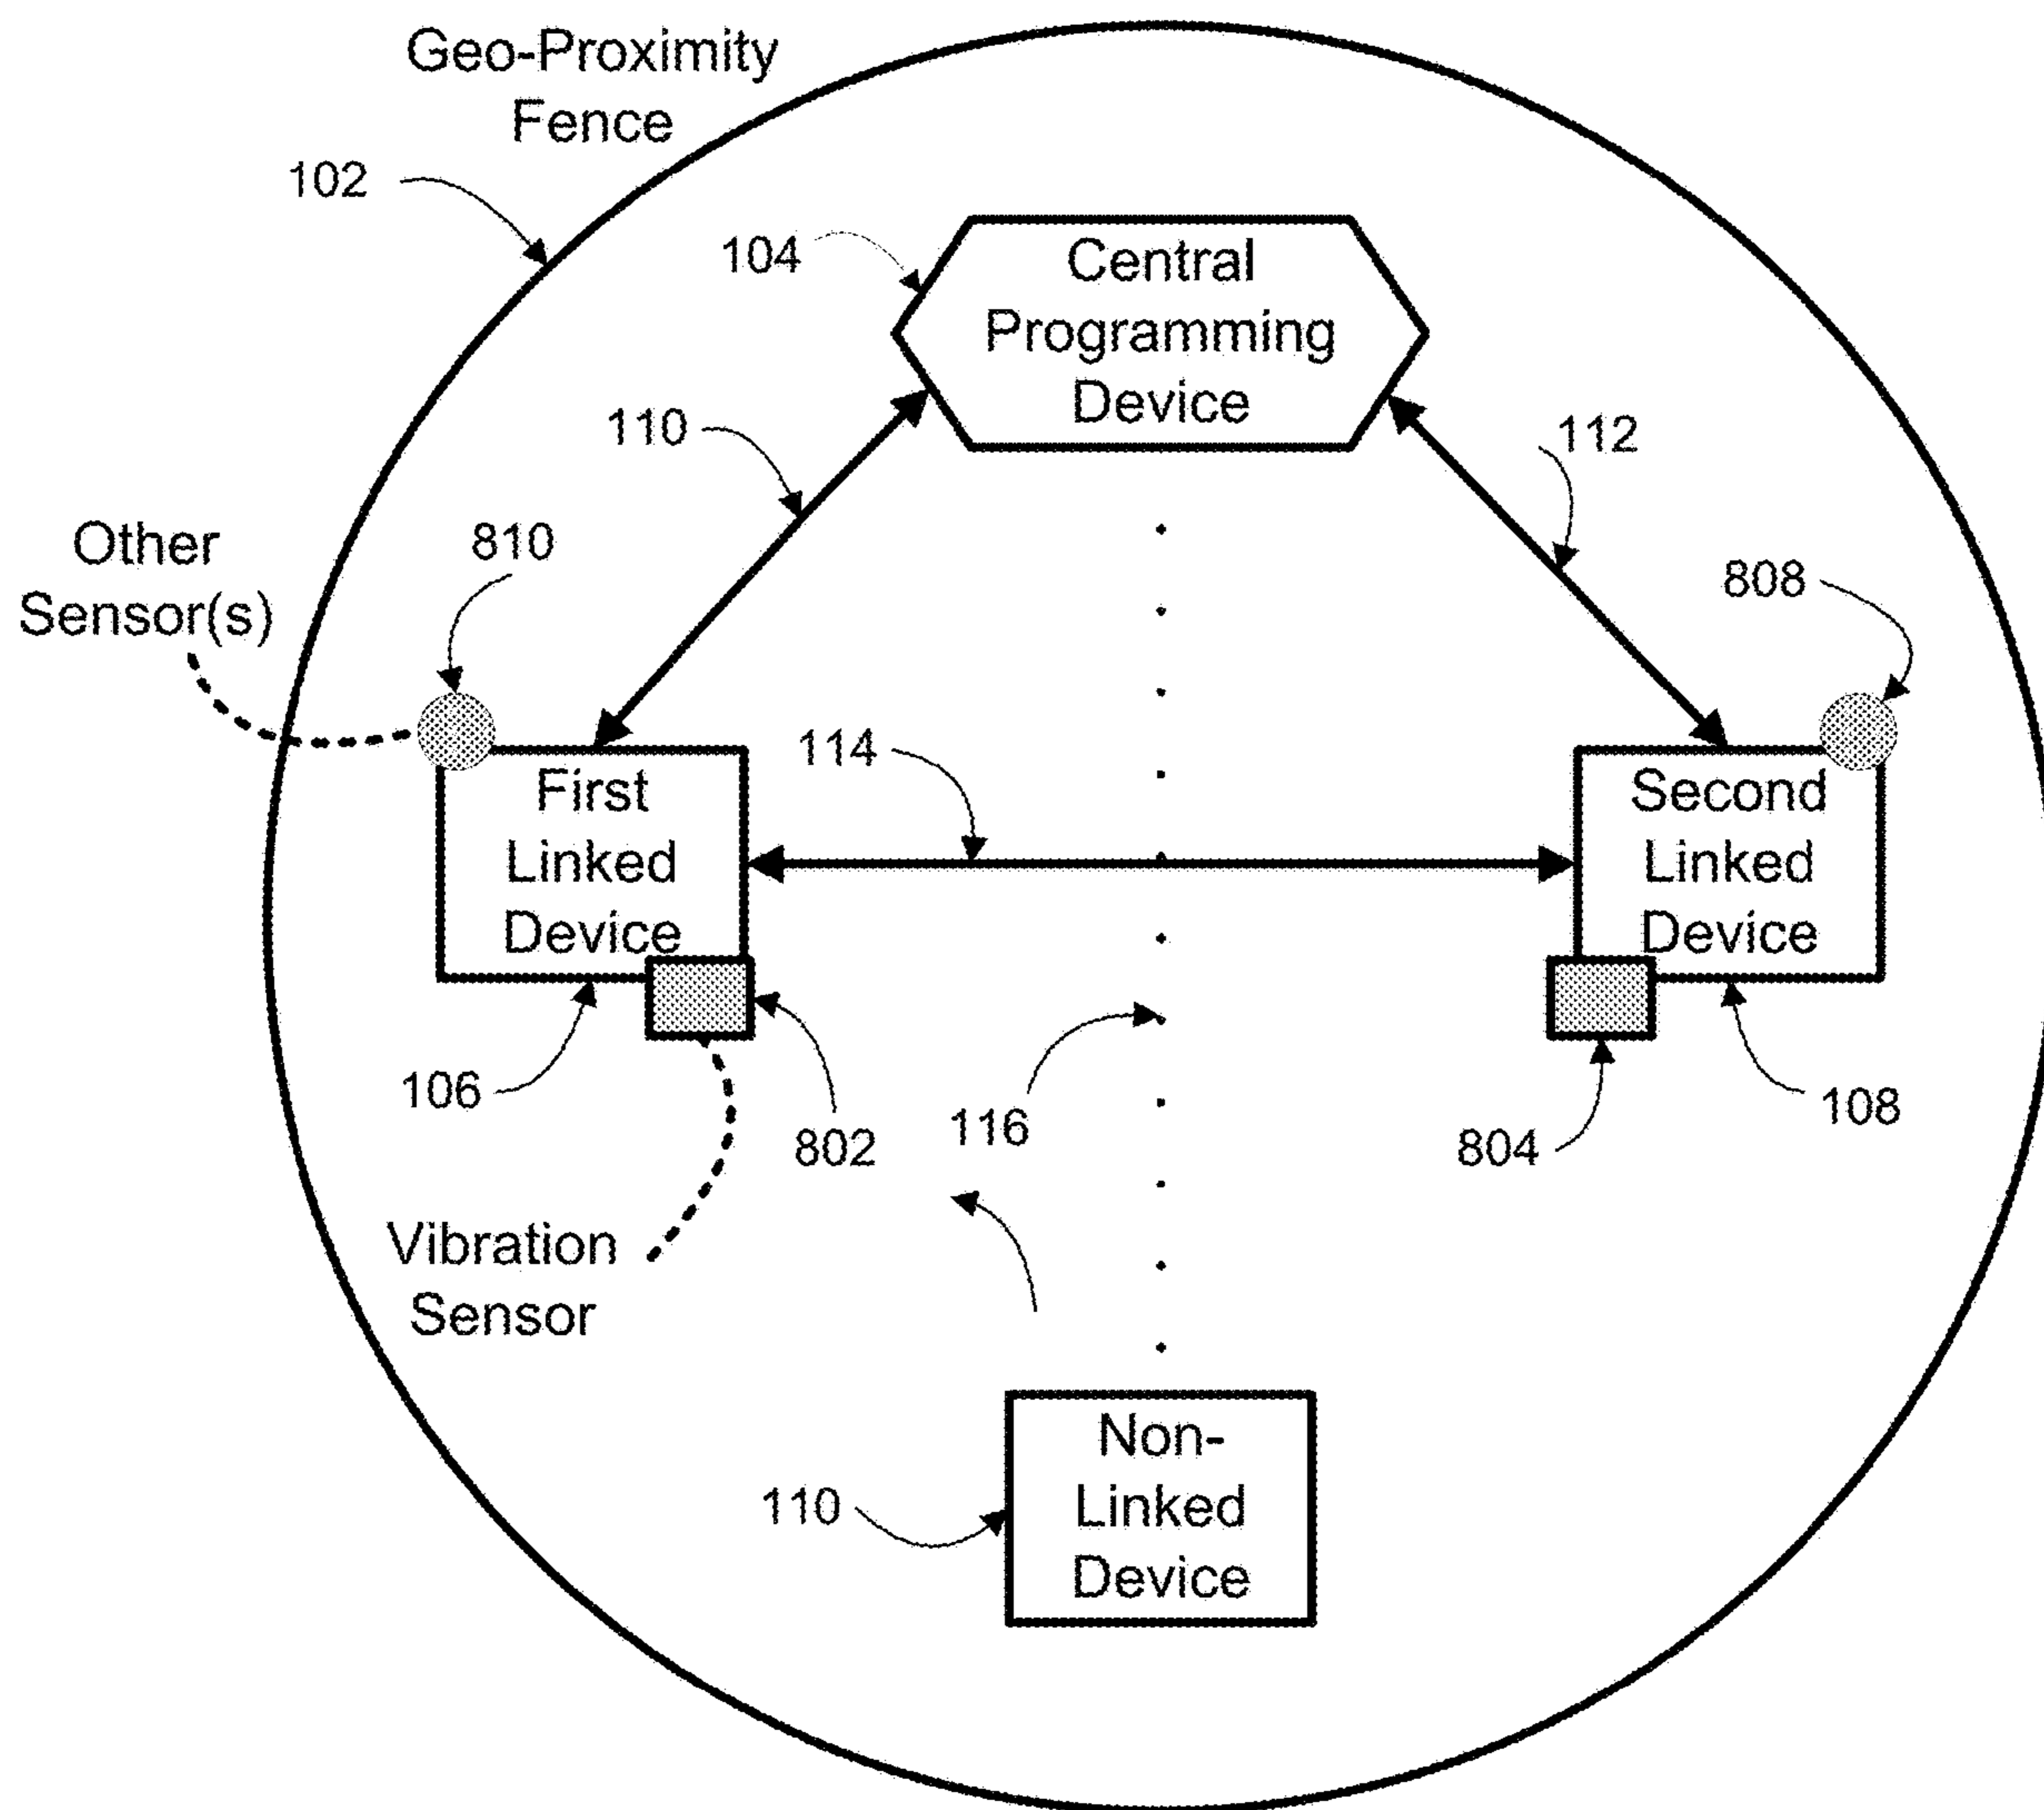 Geo-Proximity
Fence
102
104
Central
Programming
Device
110
112
Other
Sensor(s)
810
808
114
First
Linked
Device
Second
Linked
Device
106
802
116
804
108
Vibration
Sensor
110
Non-
Linked
Device